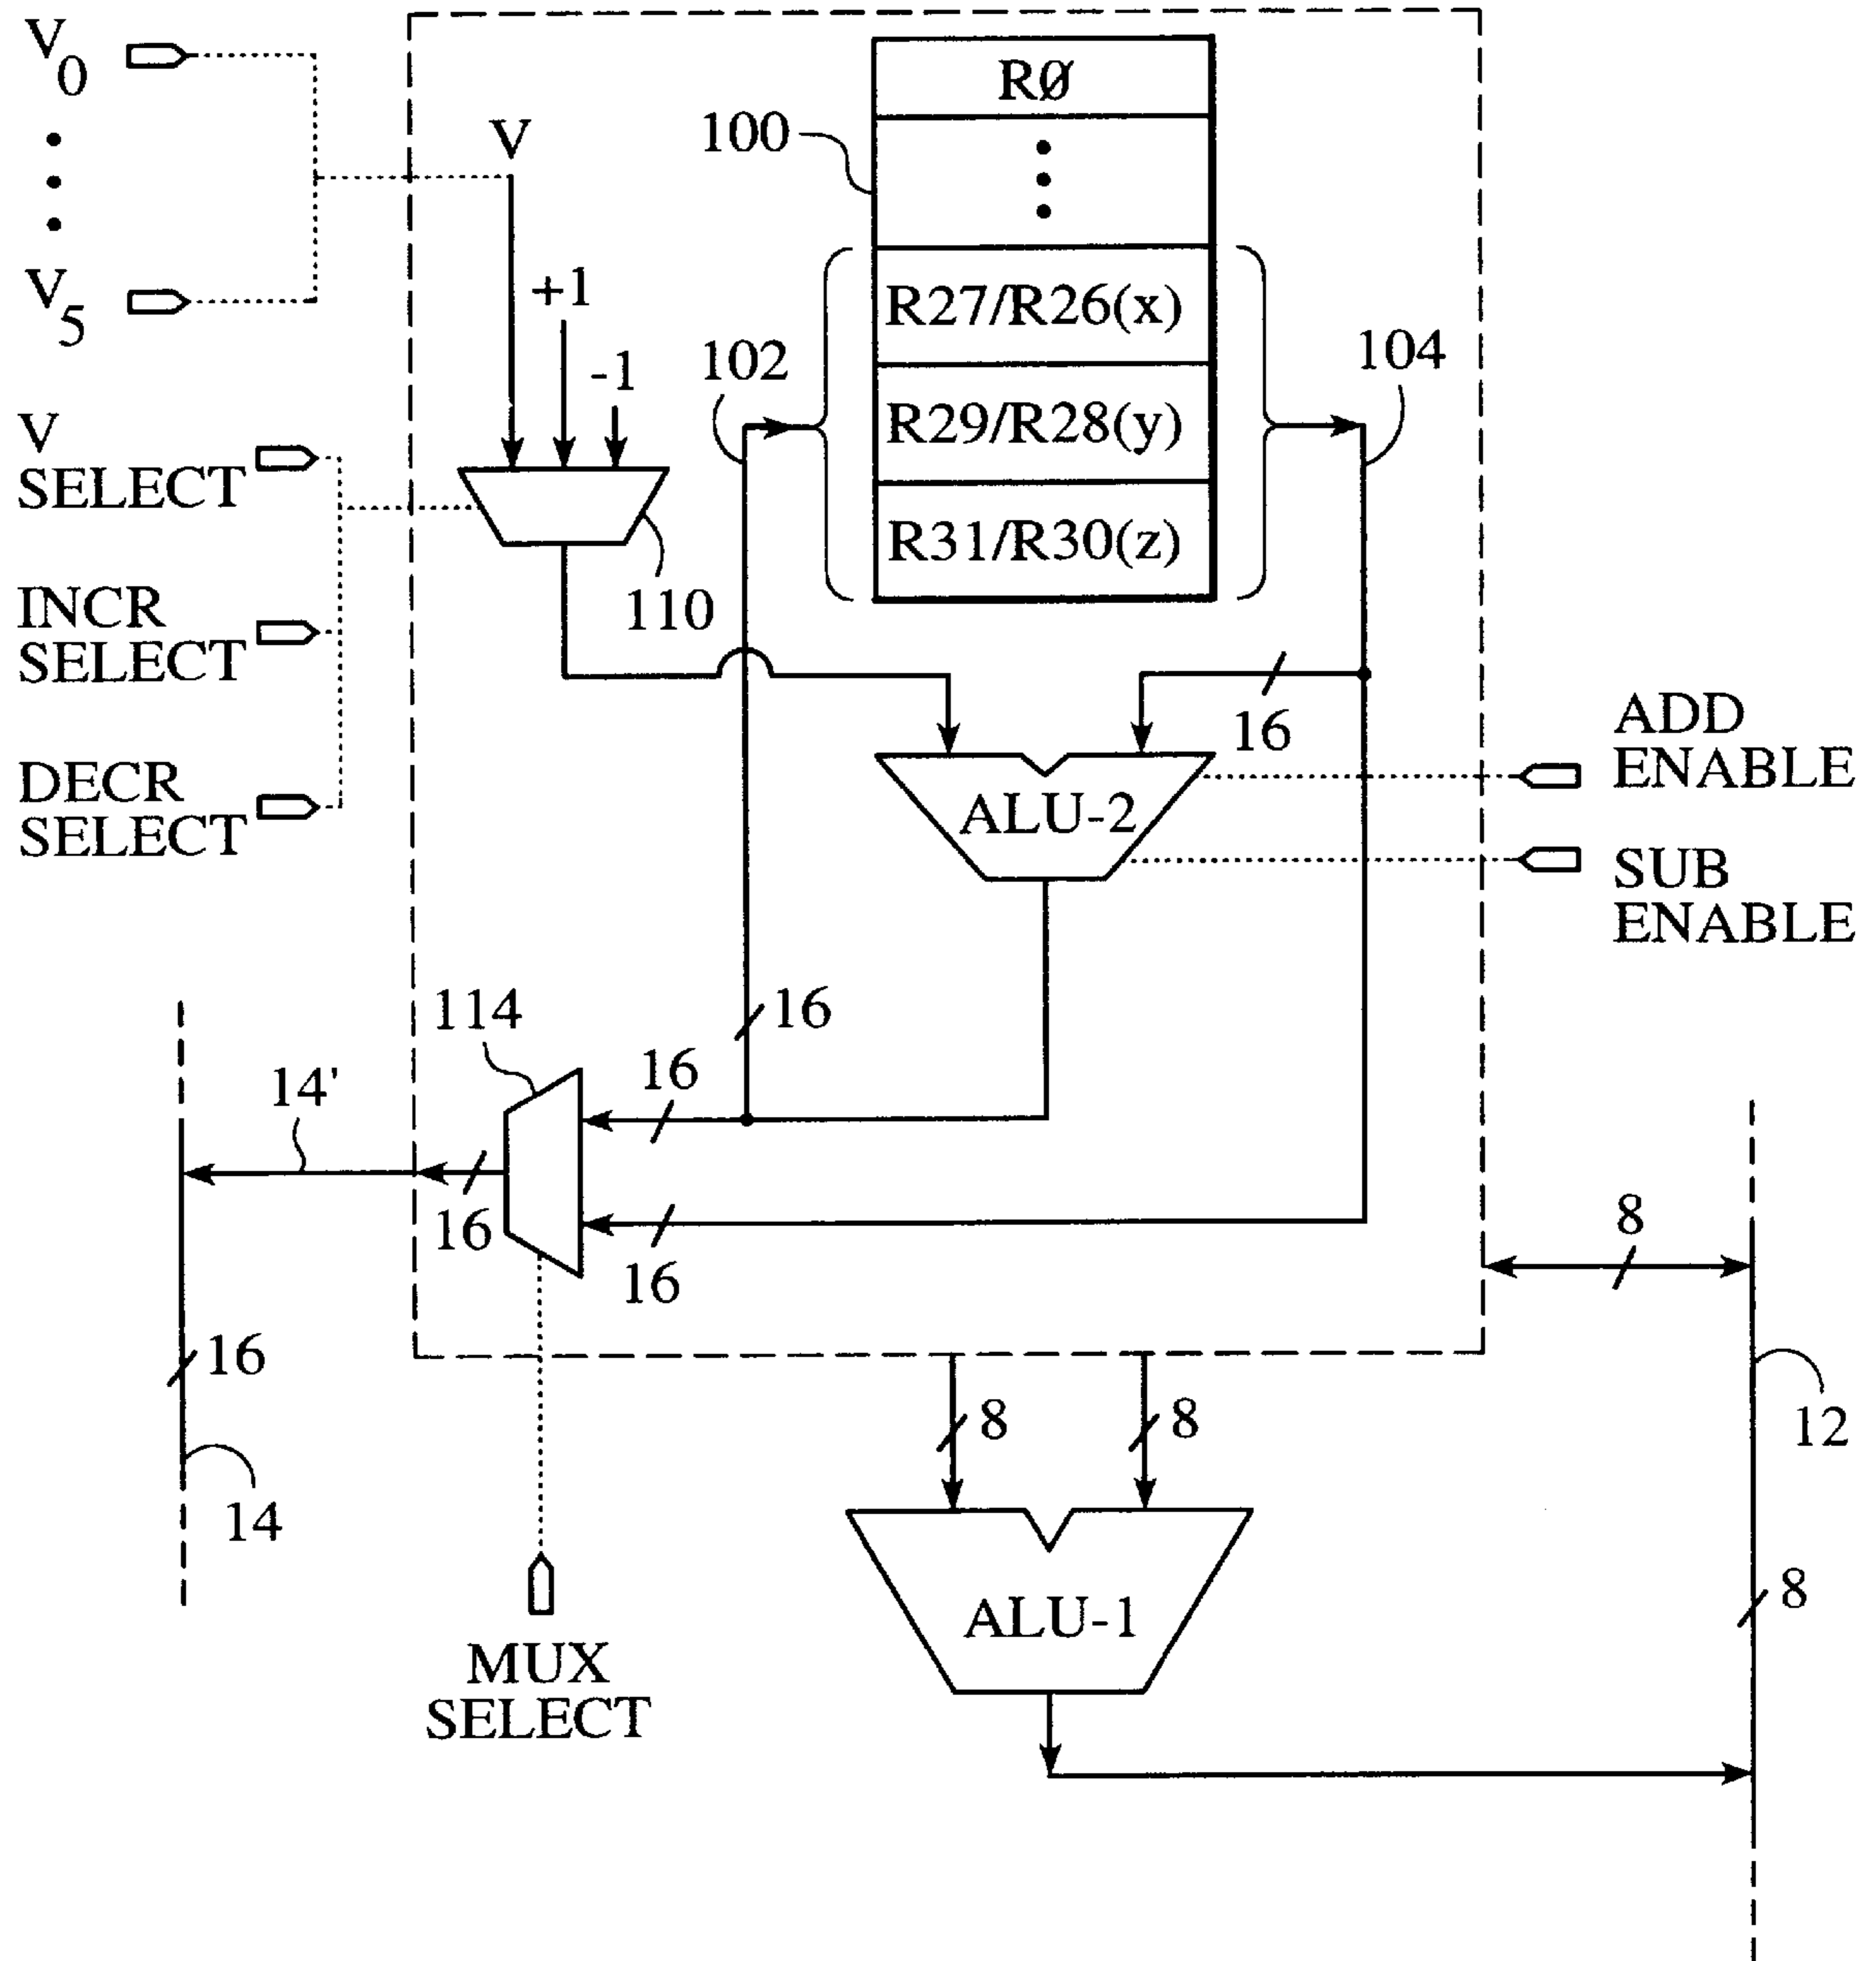 V0
V5
V
+1
-1
100
RØ
R27/R26(x)
R29/R28(y)
R31/R30(z)
102
104
V
SELECT
INCR
SELECT
DECR
SELECT
110
16
ALU-2
ADD
ENABLE
SUB
ENABLE
114
16
16
14'
16
16
16
14
8
12
8
8
8
ALU-1
MUX
SELECT